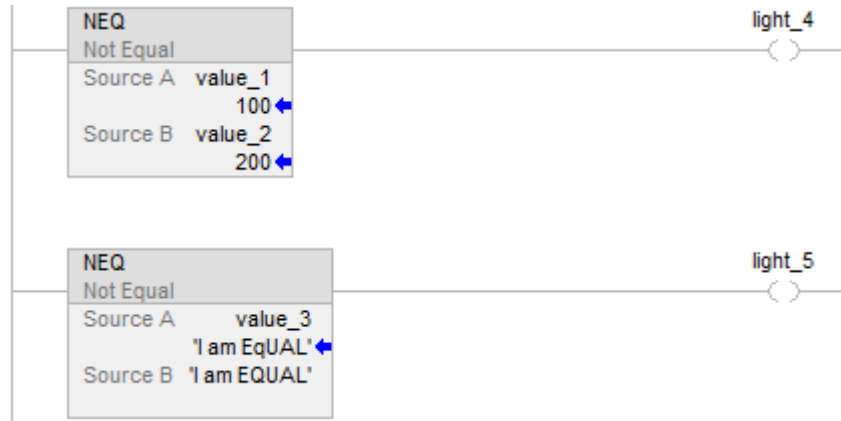 NEQ light_4
Not Equal
Source A value_1
100
Source B value_2
200
NEQ light_5
Not Equal
Source A value_3
'I am EqUAL'
Source B 'I am EQUAL'